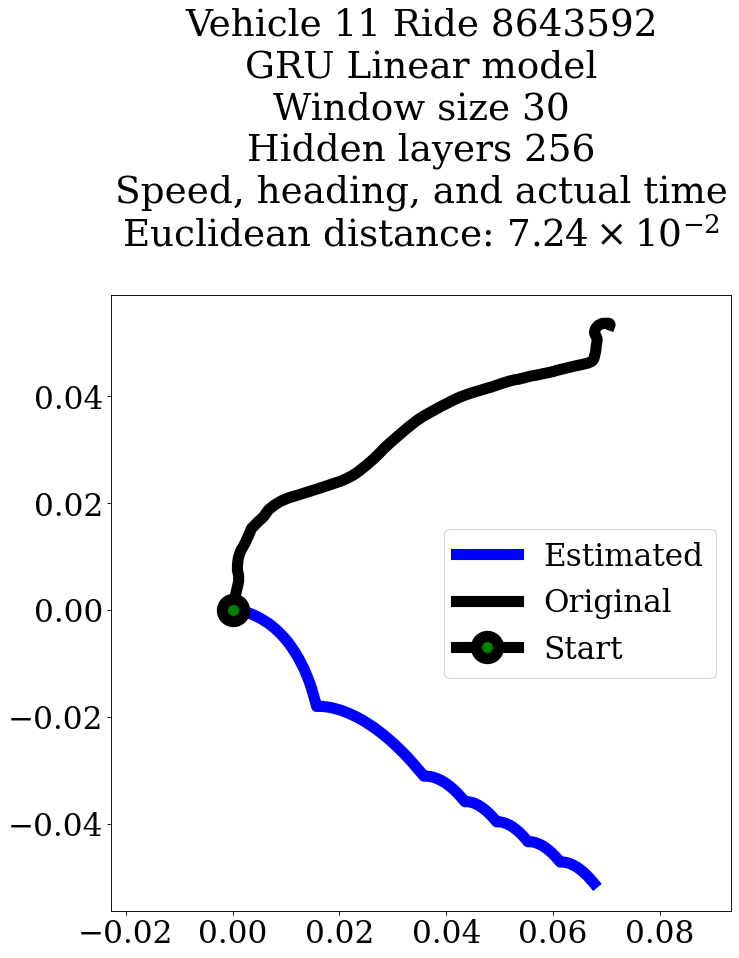 Vehicle 11 Ride 8643592
GRU Linear model
Window size 30
Hidden layers 256
Speed, heading, and actual time
Euclidean distance: 7.24 × 10⁻²
0.04
0.02
0.00
−0.02
−0.04
Estimated
Original
Start
−0.02 0.00 0.02 0.04 0.06 0.08